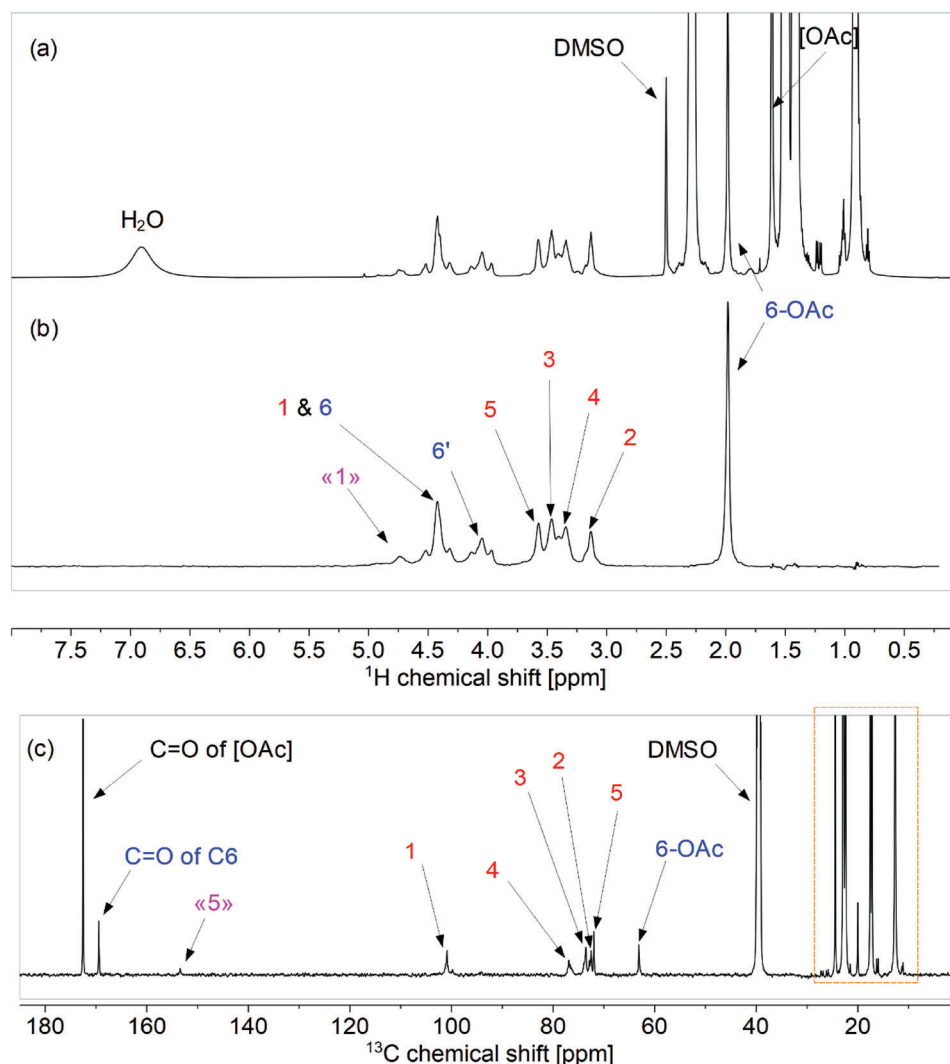 (a)
DMSO
[OAc]
H₂O
6-OAc
(b)
3
1 & 6
5
4
6'
2
«1»
7.5 7.0 6.5 6.0 5.5 5.0 4.5 4.0 3.5 3.0 2.5 2.0 1.5 1.0 0.5
¹H chemical shift [ppm]
(c)
C=O of [OAc]
DMSO
2
3
5
C=O of C6
1
4
6-OAc
«5»
180 160 140 120 100 80 60 40 20
¹³C chemical shift [ppm]